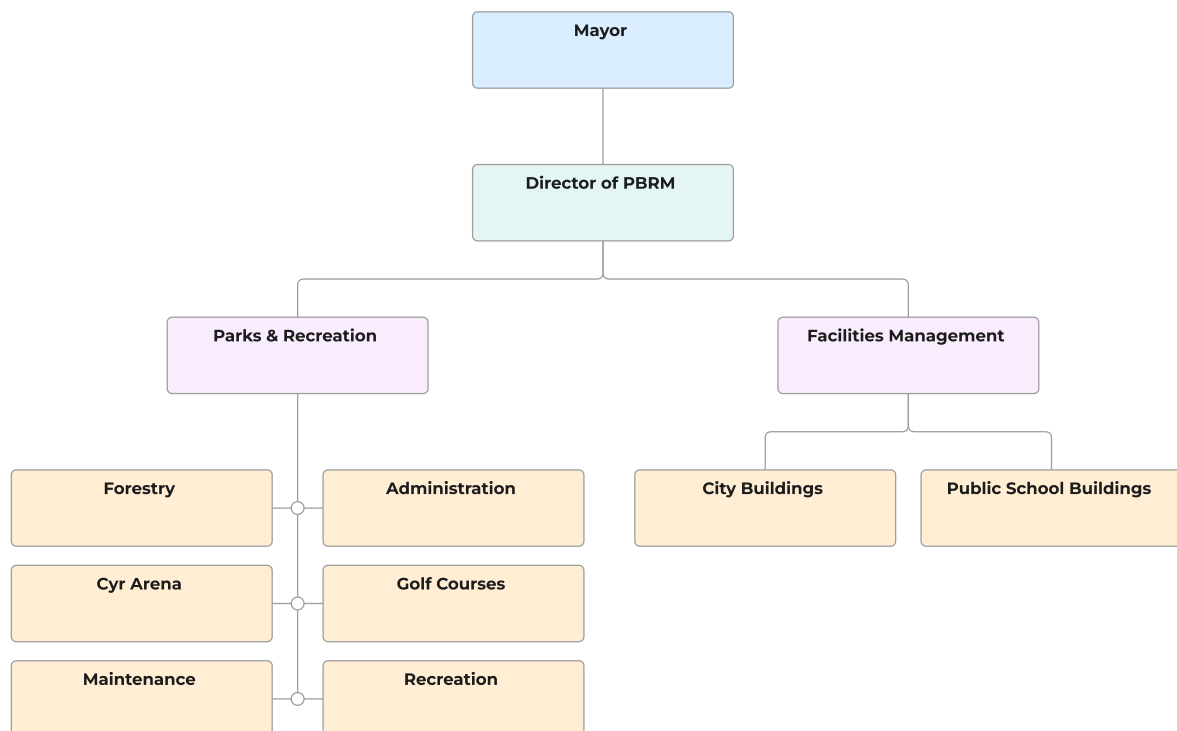 Mayor
Director of PBRM
Parks & Recreation
Facilities Management
Forestry
Administration
City Buildings
Public School Buildings
Cyr Arena
Golf Courses
Maintenance
Recreation